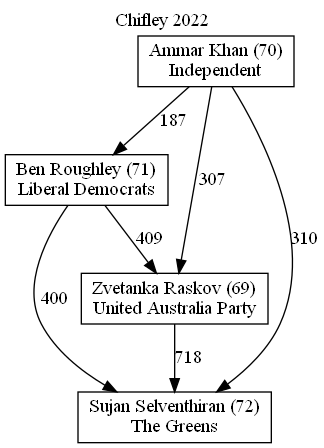 Chifley 2022
Ammar Khan (70)
Independent
187
Ben Roughley (71)
Liberal Democrats
307
310
409
400
Zvetanka Raskov (69)
United Australia Party
718
Sujan Selventhiran (72)
The Greens